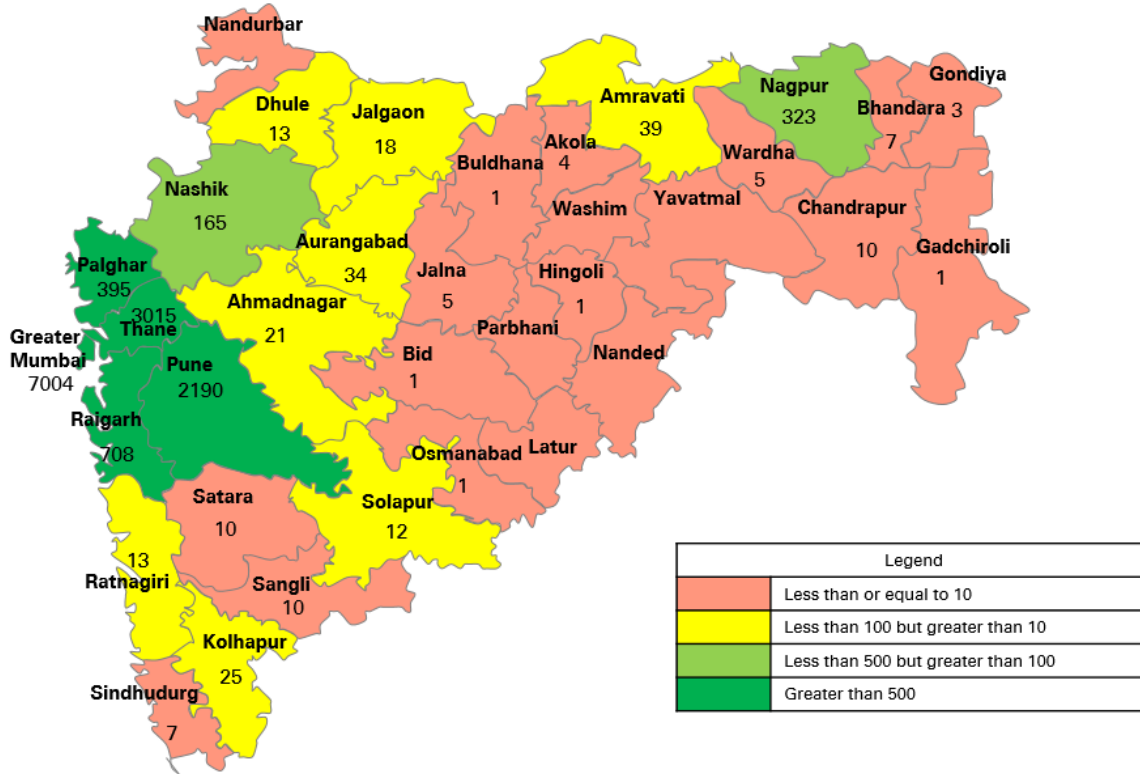 Nandurbar
Gondiya
3
Dhule
13
Jalgaon
18
Amravati
39
Nagpur
323
Bhandara
7
Akola
4
Buldhana
1
Wardha
5
Nashik
165
Washim
Yavatmal
Chandrapur
10
Aurangabad
34
Gadchiroli
1
Palghar
395
Jalna
5
Hingoli
1
Ahmadnagar
21
3015
Thane
Parbhani
Greater
Mumbai
7004
Pune
2190
Bid
1
Nanded
Raigarh
708
Osmanabad
1
Latur
Satara
10
Solapur
12
13
Ratnagiri
Sangli
10
Kolhapur
25
Sindhudurg
7
Legend
Less than or equal to 10
Less than 100 but greater than 10
Less than 500 but greater than 100
Greater than 500